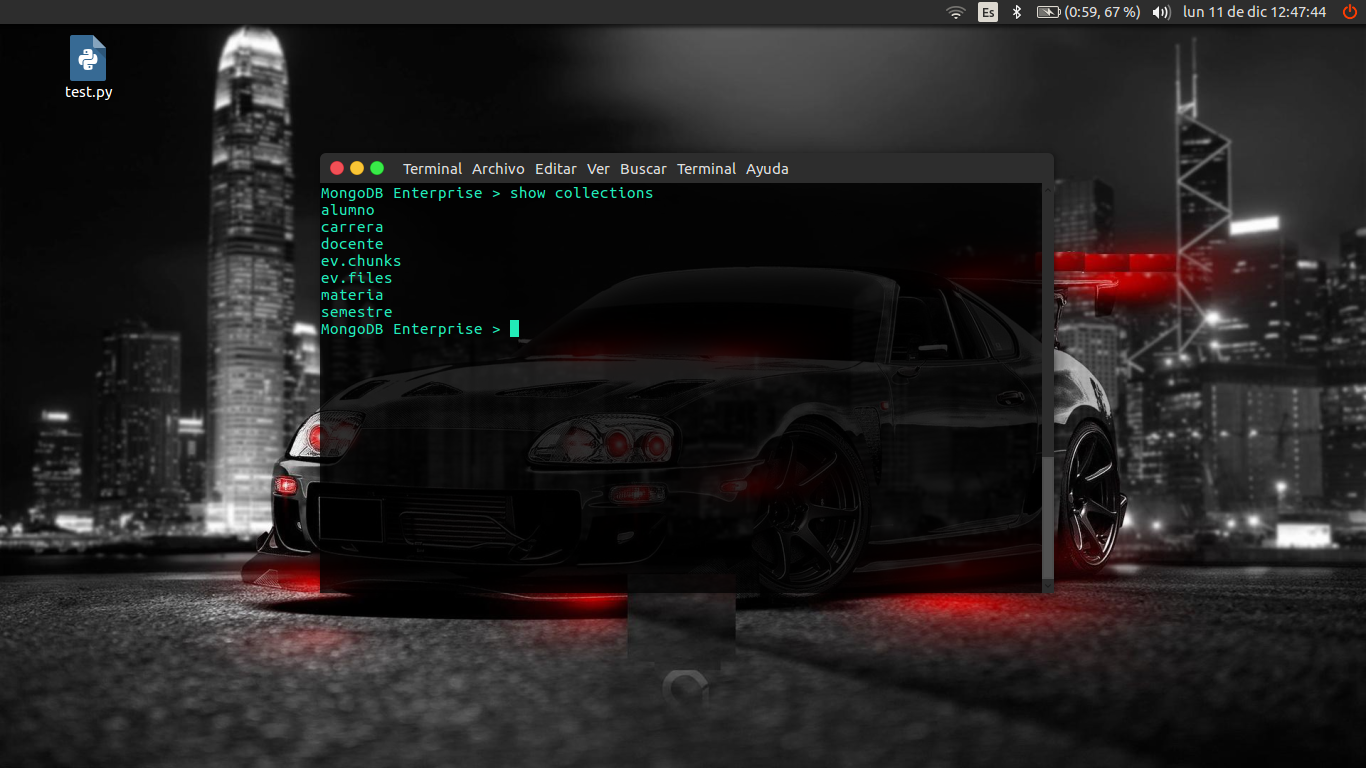 Es (0:59, 67 %) lun 11 de dic 12:47:44
test.py
Terminal Archivo Editar Ver Buscar Terminal Ayuda
MongoDB Enterprise > show collections
alumno
carrera
docente
ev.chunks
ev.files
materia
semestre
MongoDB Enterprise >